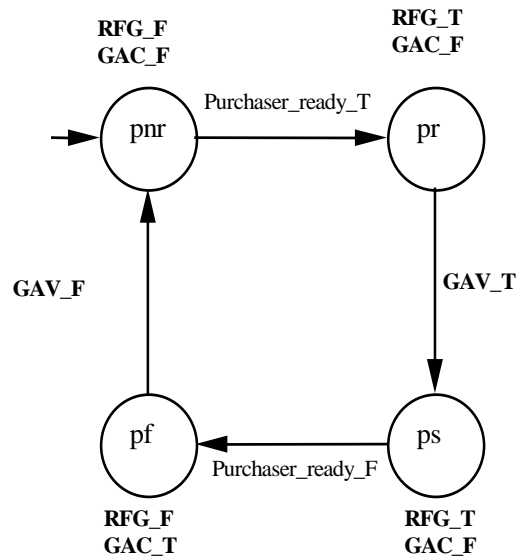 RFG_F
GAC_F
RFG_T
GAC_F
Purchaser_ready_T
pnr
pr
GAV_F
GAV_T
pf
ps
Purchaser_ready_F
RFG_F
GAC_T
RFG_T
GAC_F